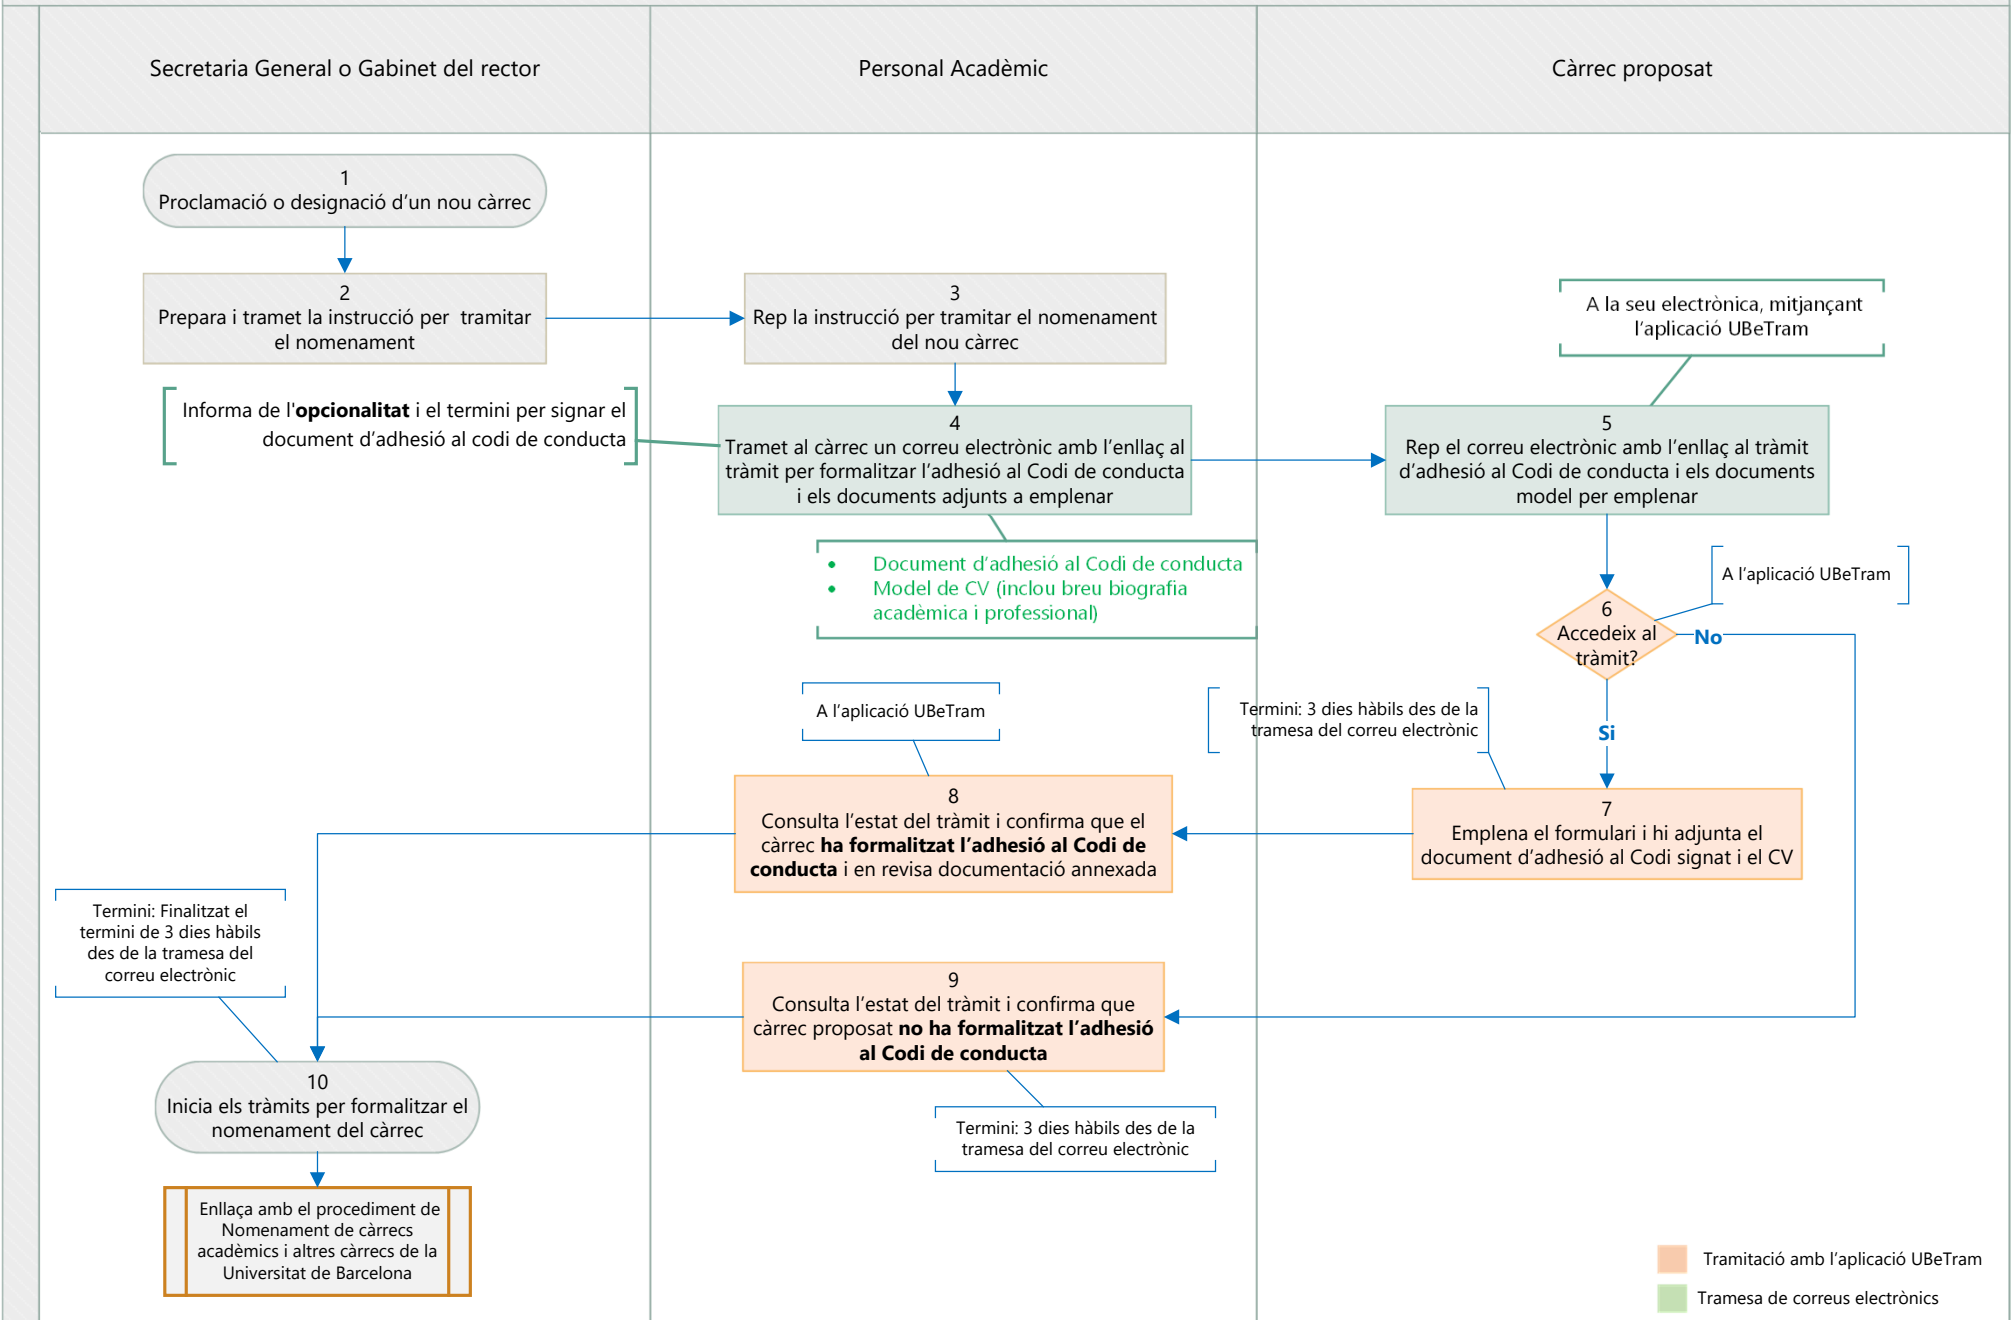 Secretaria General o Gabinet del rector
Personal Acadèmic
Càrrec proposat
1
Proclamació o designació d'un nou càrrec
2
Prepara i tramet la instrucció per tramitar
el nomenament
3
Rep la instrucció per tramitar el nomenament
del nou càrrec
A la seu electrònica, mitjançant
l'aplicació UBeTram
Informa de l'opcionalitat i el termini per signar el
document d'adhesió al codi de conducta
4
Tramet al càrrec un correu electrònic amb l'enllaç al
tràmit per formalitzar l'adhesió al Codi de conducta
i els documents adjunts a emplenar
5
Rep el correu electrònic amb l'enllaç al tràmit
d'adhesió al Codi de conducta i els documents
model per emplenar
• Document d'adhesió al Codi de conducta
• Model de CV (inclou breu biografia
acadèmica i professional)
A l'aplicació UBeTram
6
Accedeix al
tràmit?
No
Si
Termini: 3 dies hàbils des de la
tramesa del correu electrònic
7
Emplena el formulari i hi adjunta el
document d'adhesió al Codi signat i el CV
A l'aplicació UBeTram
8
Consulta l'estat del tràmit i confirma que el
càrrec ha formalitzat l'adhesió al Codi de
conducta i en revisa documentació annexada
Termini: Finalitzat el
termini de 3 dies hàbils
des de la tramesa del
correu electrònic
9
Consulta l'estat del tràmit i confirma que
càrrec proposat no ha formalitzat l'adhesió
al Codi de conducta
Termini: 3 dies hàbils des de la
tramesa del correu electrònic
10
Inicia els tràmits per formalitzar el
nomenament del càrrec
Enllaça amb el procediment de
Nomenament de càrrecs
acadèmics i altres càrrecs de la
Universitat de Barcelona
Tramitació amb l'aplicació UBeTram
Tramesa de correus electrònics